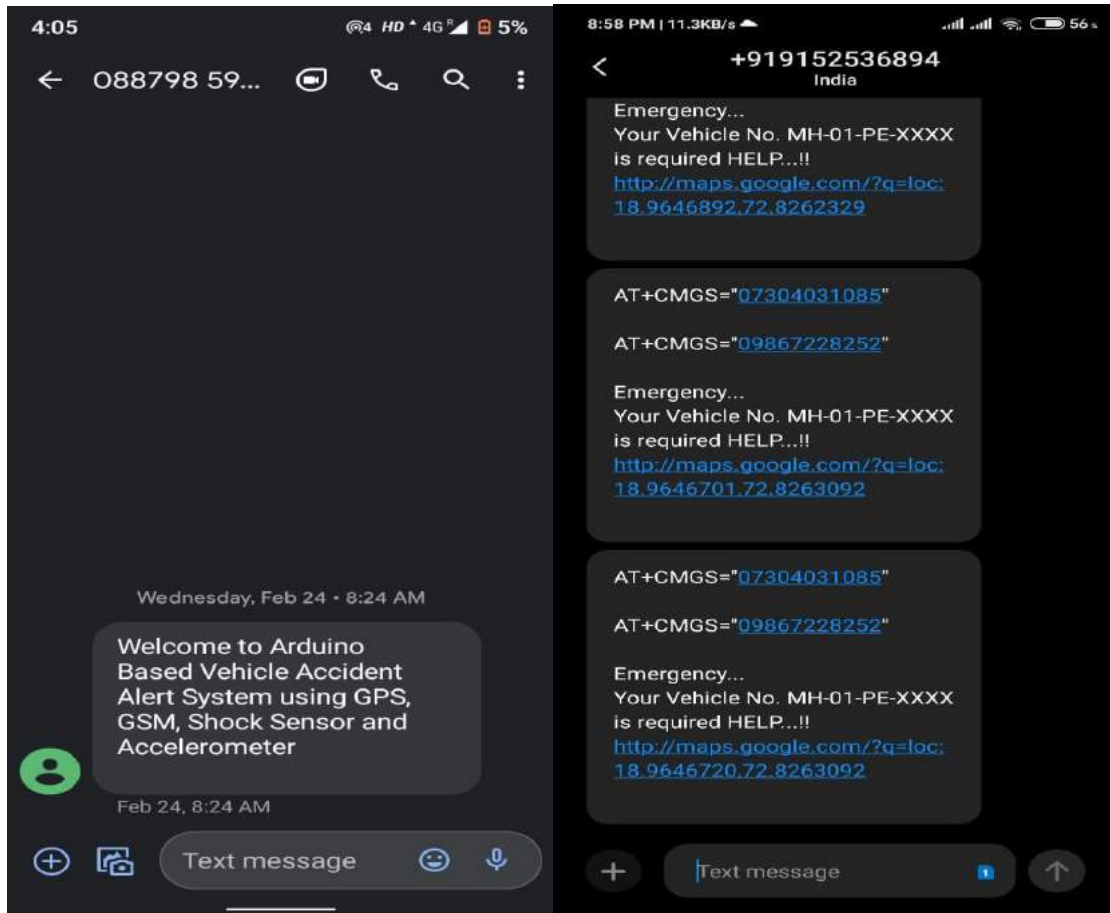 4:05
4 HD 4G R 5%
088798 59...
Wednesday, Feb 24 • 8:24 AM
Welcome to Arduino
Based Vehicle Accident
Alert System using GPS,
GSM, Shock Sensor and
Accelerometer
Feb 24, 8:24 AM
Text message
8:58 PM | 11.3KB/s
56
+919152536894
India
Emergency...
Your Vehicle No. MH-01-PE-XXXX
is required HELP...!!
http://maps.google.com/?q=loc:
18.9646892,72.8262329
AT+CMGS="07304031085"
AT+CMGS="09867228252"
Emergency...
Your Vehicle No. MH-01-PE-XXXX
is required HELP...!!
http://maps.google.com/?q=loc:
18.9646701,72.8263092
AT+CMGS="07304031085"
AT+CMGS="09867228252"
Emergency...
Your Vehicle No. MH-01-PE-XXXX
is required HELP...!!
http://maps.google.com/?q=loc:
18.9646720,72.8263092
Text message
1